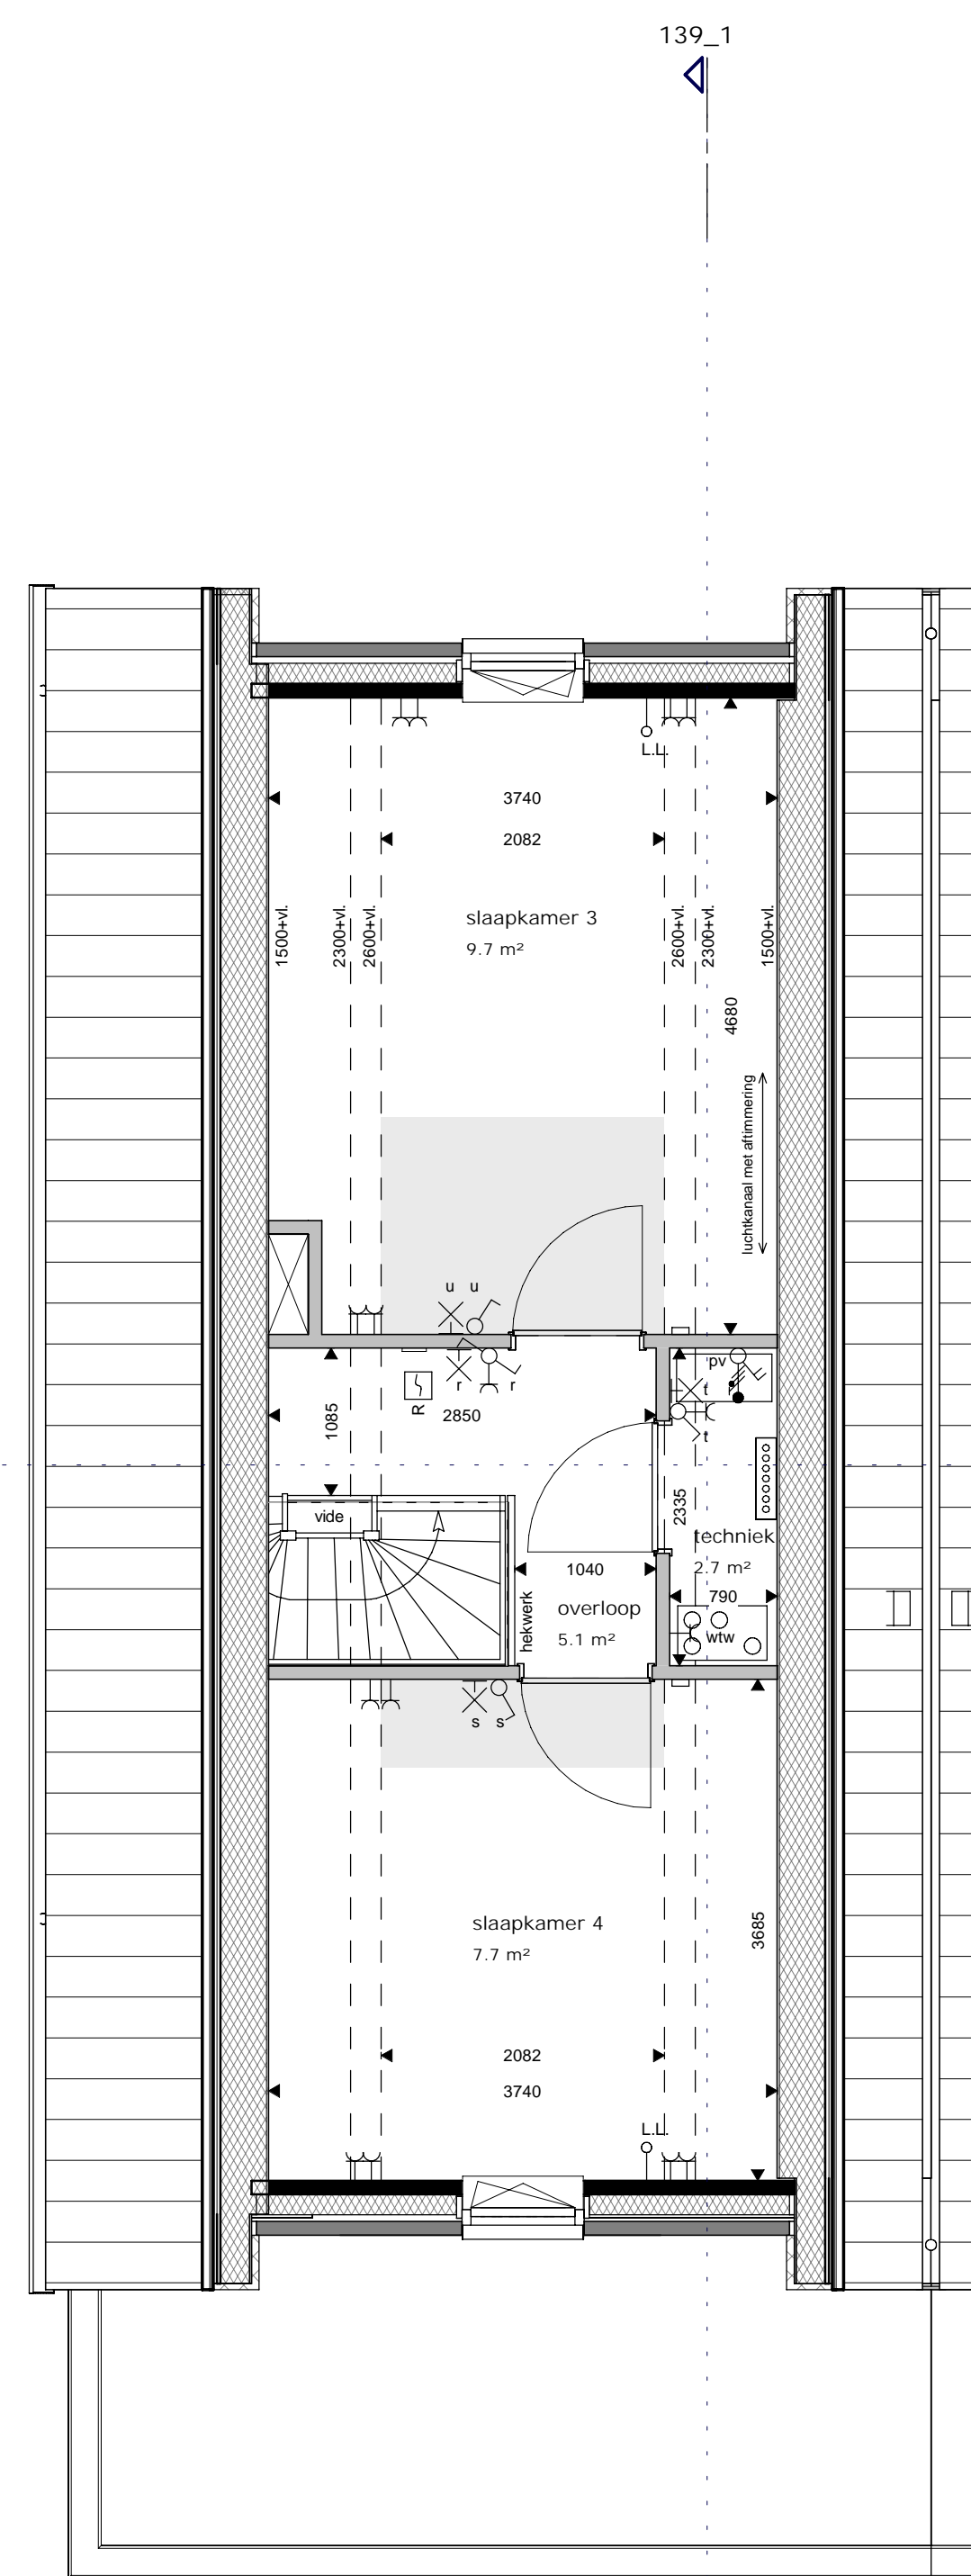 139_1
L.L.
3740
2082
1500+vl.
2300+vl.
2600+vl.
slaapkamer 3
9.7 m²
2600+vl.
2300+vl.
1500+vl.
4680
luchtkanaal met aftimmering
u u
r r
R
1085
2850
pv
t
t
vide
2335
techniek
2.7 m²
1040
790
hekwerk
overloop
5.1 m²
wtw
s s
slaapkamer 4
7.7 m²
3685
2082
3740
L.L.